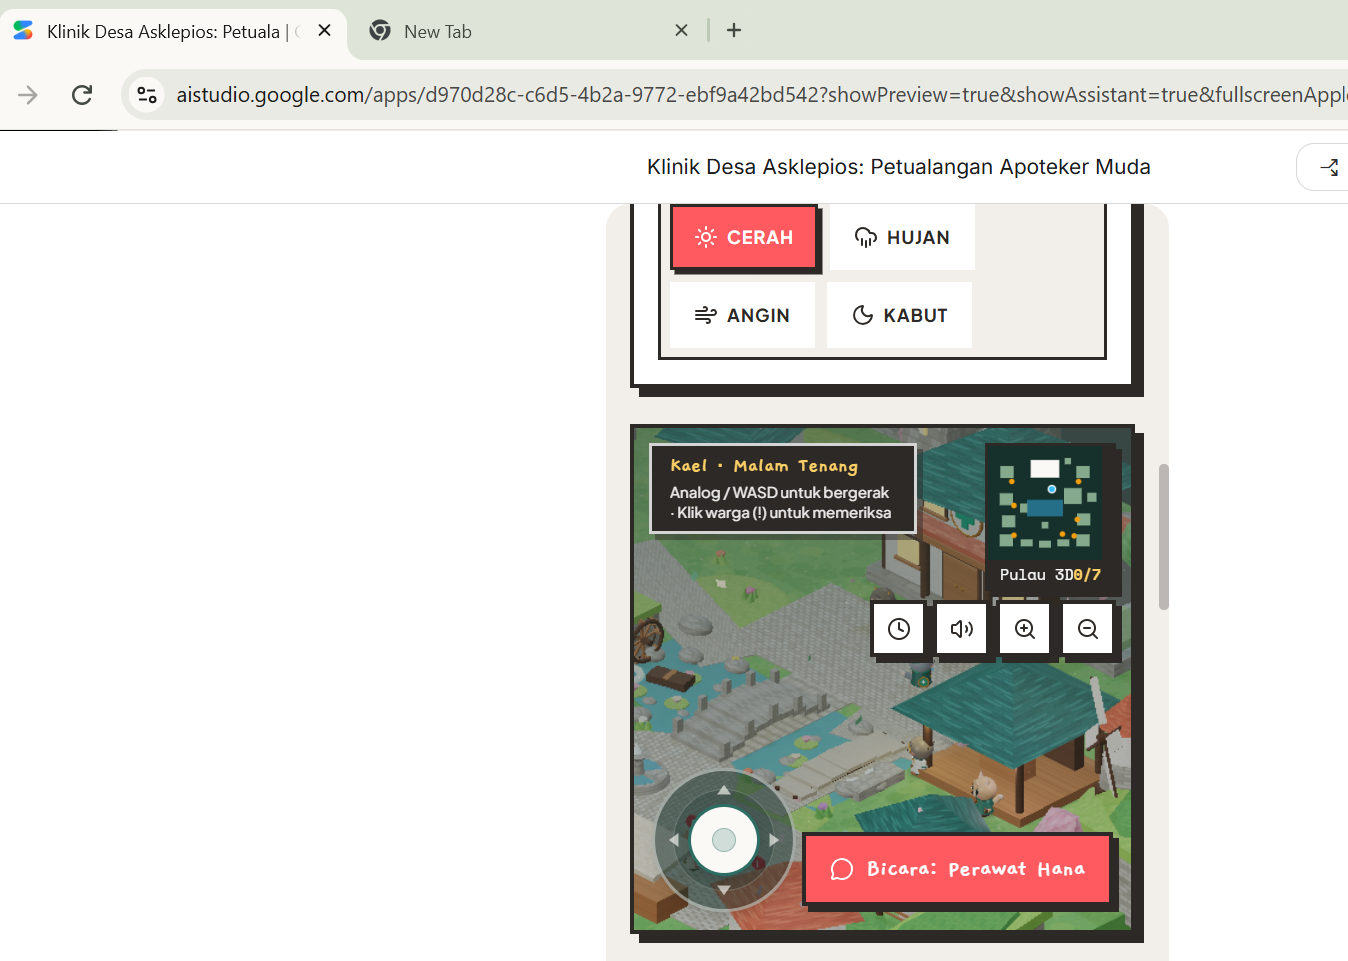 Klinik Desa Asklepios: Petuala |
New Tab
aistudio.google.com/apps/d970d28c-c6d5-4b2a-9772-ebf9a42bd542?showPreview=true&showAssistant=true&fullscreenAppl
Klinik Desa Asklepios: Petualangan Apoteker Muda
CERAH
HUJAN
ANGIN
KABUT
Kael · Malam Tenang
Analog / WASD untuk bergerak
· Klik warga (!) untuk memeriksa
Pulau 3D0/7
Bicara: Perawat Hana